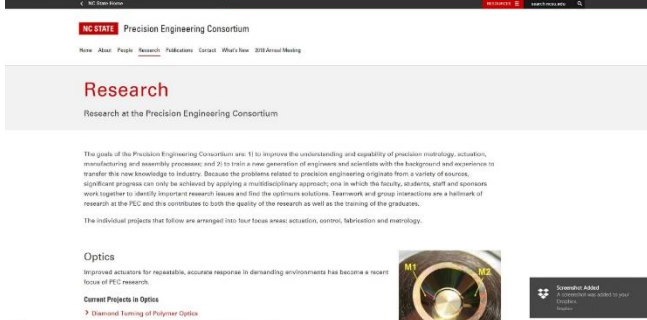 NC State Home
RESOURCES
search.ncsu.edu
NC STATE Precision Engineering Consortium
Home About People Research Publications Contact What's New 2018 Annual Meeting
Research
Research at the Precision Engineering Consortium
The goals of the Precision Engineering Consortium are: 1) to improve the understanding and capability of precision metrology, actuation,
manufacturing and assembly processes; and 2) to train a new generation of engineers and scientists with the background and experience to
transfer this new knowledge to industry. Because the problems related to precision engineering originate from a variety of sources,
significant progress can only be achieved by applying a multidisciplinary approach; one in which the faculty, students, staff and sponsors
work together to identify important research issues and find the optimum solutions. Teamwork and group interactions are a hallmark of
research at the PEC and this contributes to both the quality of the research as well as the training of the graduates.
The individual projects that follow are arranged into four focus areas: actuation, control, fabrication and metrology.
Optics
Improved actuators for repeatable, accurate response in demanding environments has become a recent
focus of PEC research.
Current Projects in Optics
Diamond Turning of Polymer Optics
M1
M2
Screenshot Added
A screenshot was added to your
Dropbox.
Dropbox